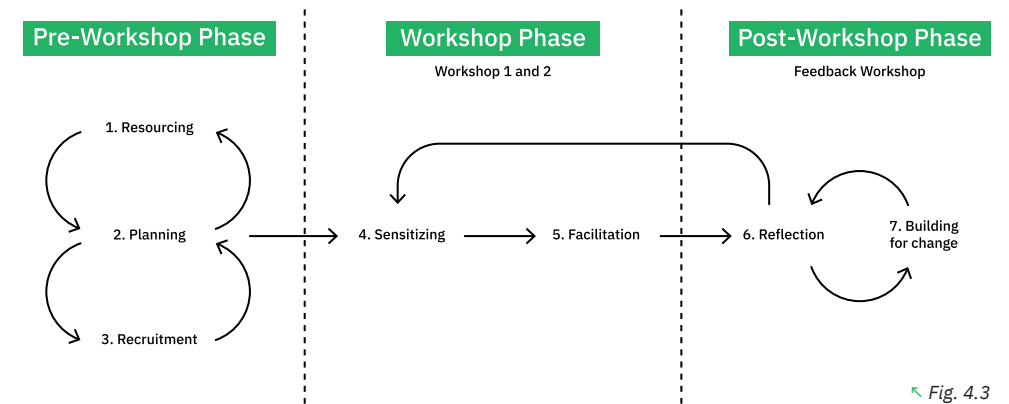 Pre-Workshop Phase
Workshop Phase
Workshop 1 and 2
Post-Workshop Phase
Feedback Workshop
1. Resourcing
2. Planning
3. Recruitment
4. Sensitizing
5. Facilitation
6. Reflection
7. Building
for change
Fig. 4.3